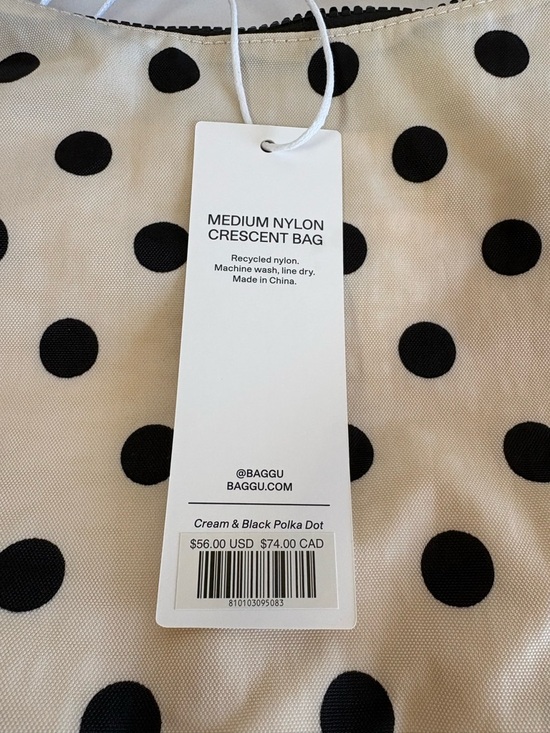 MEDIUM NYLON
CRESCENT BAG
Recycled nylon.
Machine wash, line dry.
Made in China.
@BAGGU
BAGGU.COM
Cream & Black Polka Dot
$56.00 USD $74.00 CAD
810103095083